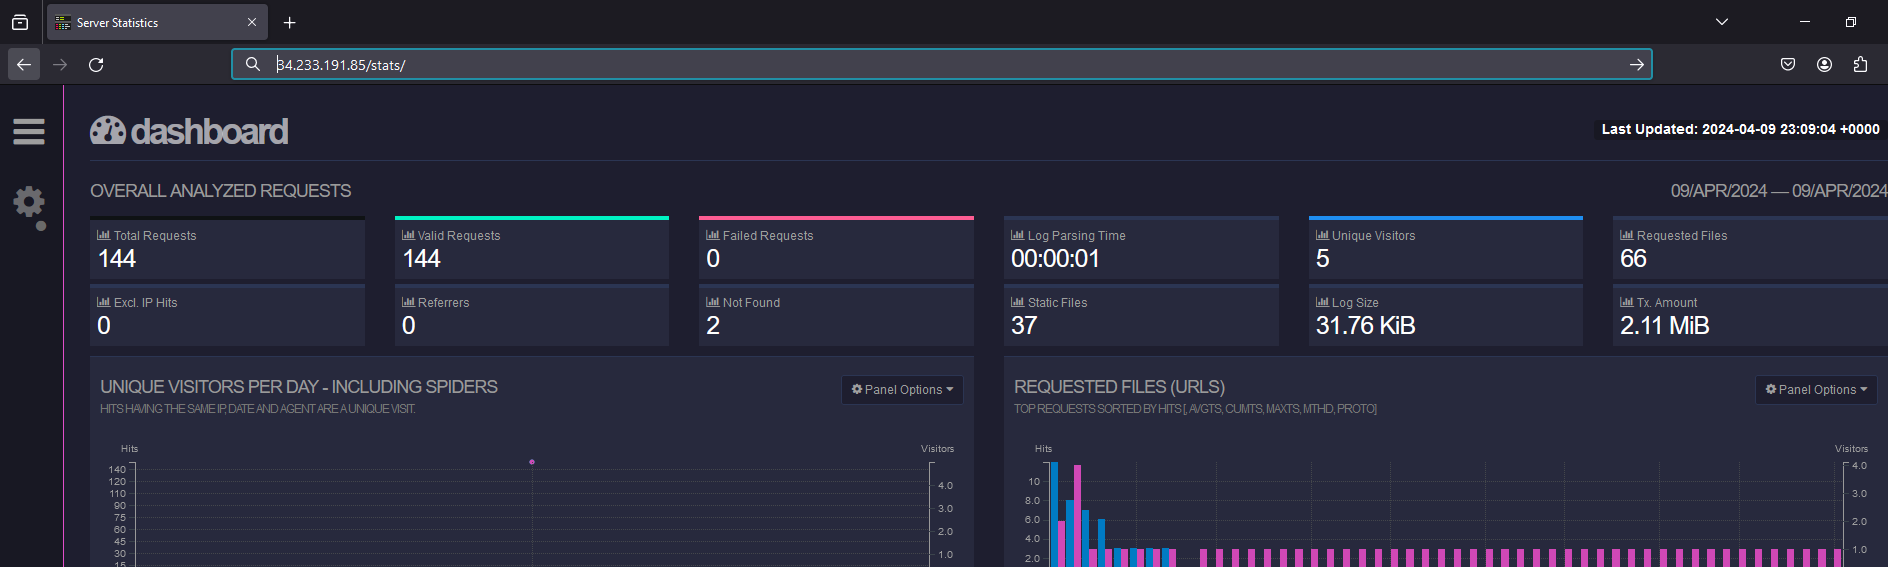 Server Statistics
34.233.191.85/stats/
dashboard
Last Updated: 2024-04-09 23:09:04 +0000
OVERALL ANALYZED REQUESTS
09/APR/2024 — 09/APR/2024
Total Requests
144
Valid Requests
144
Failed Requests
0
Log Parsing Time
00:00:01
Unique Visitors
5
Requested Files
66
Excl. IP Hits
0
Referrers
0
Not Found
2
Static Files
37
Log Size
31.76 KiB
Tx. Amount
2.11 MiB
UNIQUE VISITORS PER DAY - INCLUDING SPIDERS
Panel Options
HITS HAVING THE SAME IP, DATE AND AGENT ARE A UNIQUE VISIT.
Hits
Visitors
140
120
110
90
75
60
45
30
15
4.0
3.0
2.0
1.0
REQUESTED FILES (URLS)
Panel Options
TOP REQUESTS SORTED BY HITS [, AVGTS, CUMTS, MAXTS, MTHD, PROTO]
Hits
Visitors
10
8.0
6.0
4.0
2.0
4.0
3.0
2.0
1.0